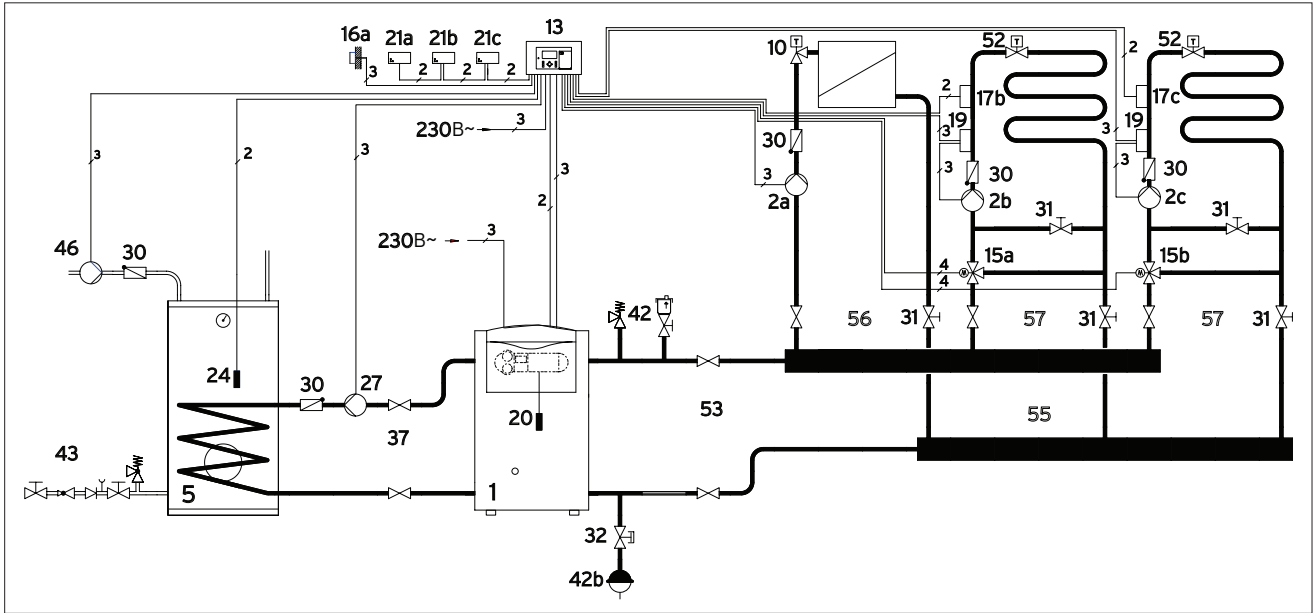 13
16a 21a 21b 21c 10 52 52
2
3 2 2 2
2 17b 17c
230В~ 3 3 19 3 19
30
3 2 3 3 3 3
3 30 30
2a 2b 2c
2
31 31
230В~ 3
46 30 15a 15b
4 M M
4
42 56 31 57 31 57 31
24 30 27
20 53 55
37
43
5 1
32
42b